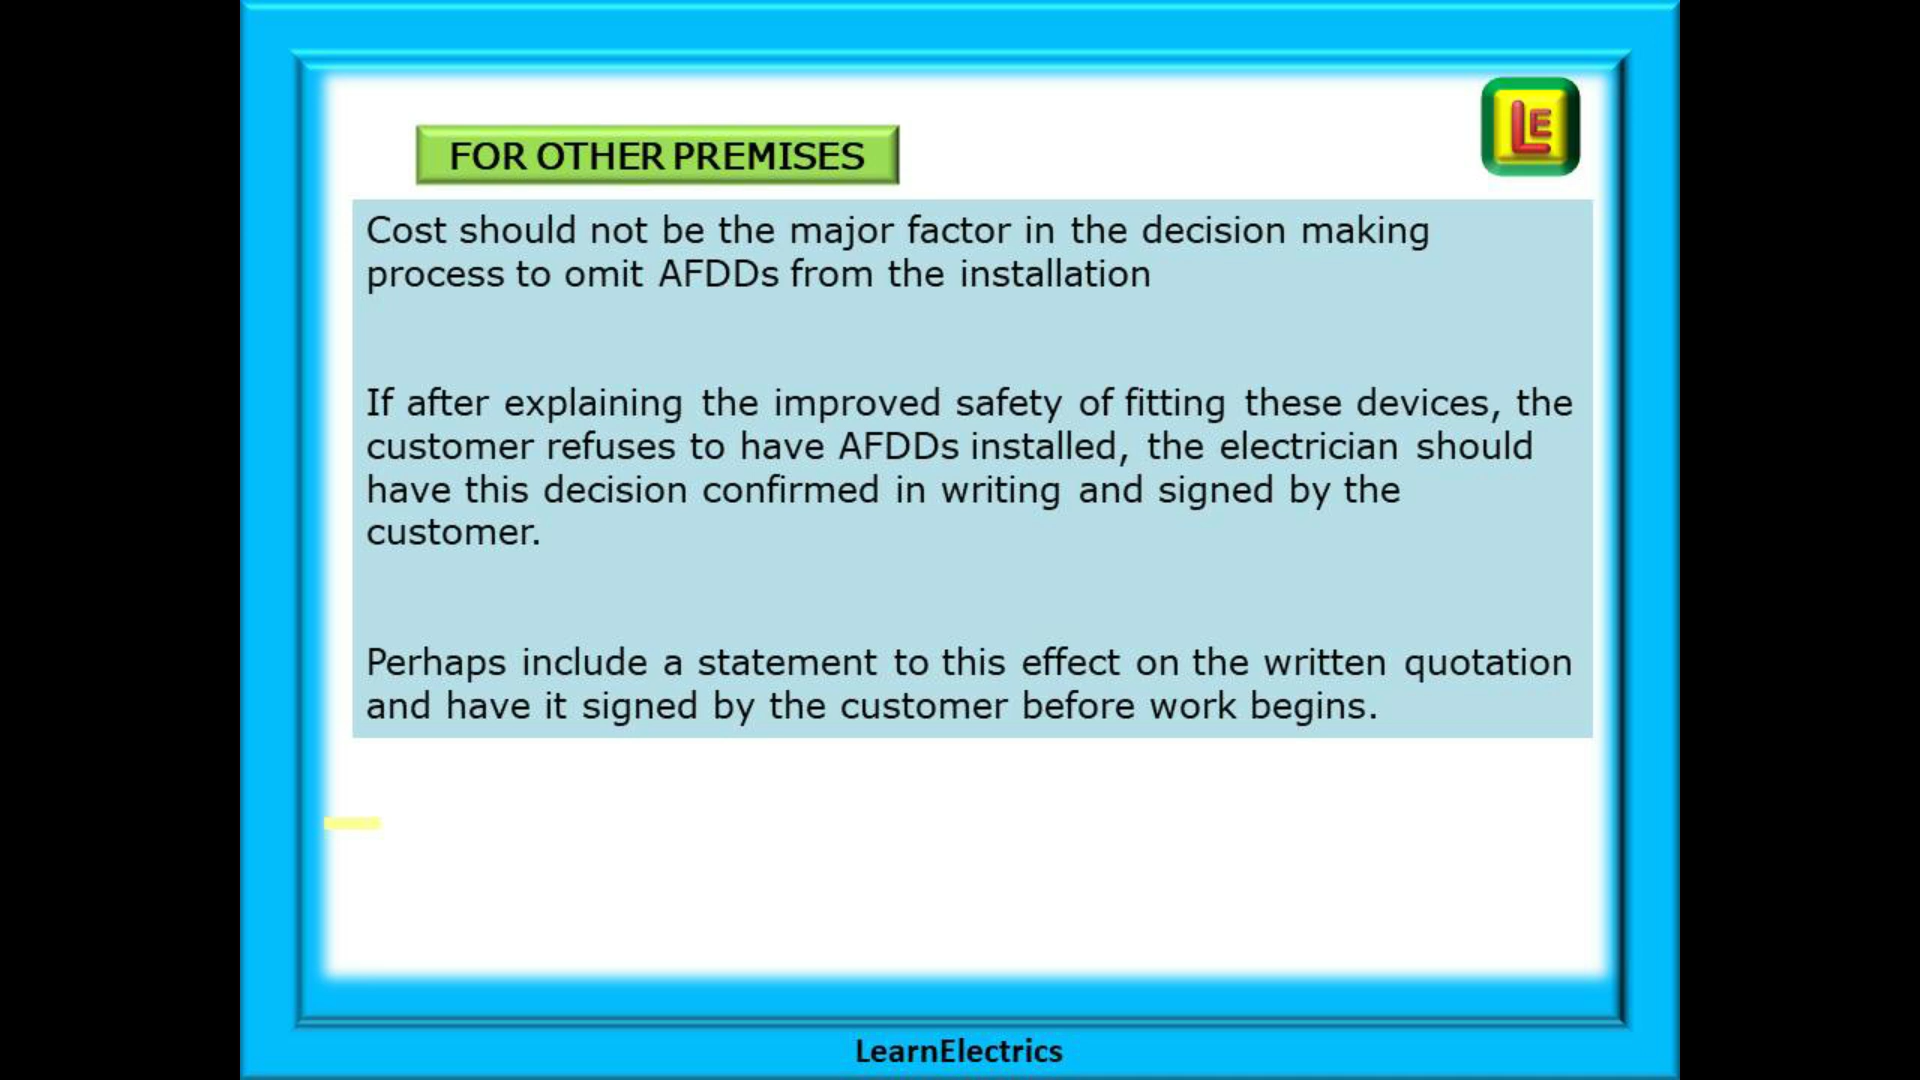 FOR OTHER PREMISES
LE
Cost should not be the major factor in the decision making
process to omit AFDDs from the installation
If after explaining the improved safety of fitting these devices, the
customer refuses to have AFDDs installed, the electrician should
have this decision confirmed in writing and signed by the
customer.
Perhaps include a statement to this effect on the written quotation
and have it signed by the customer before work begins.
LearnElectrics